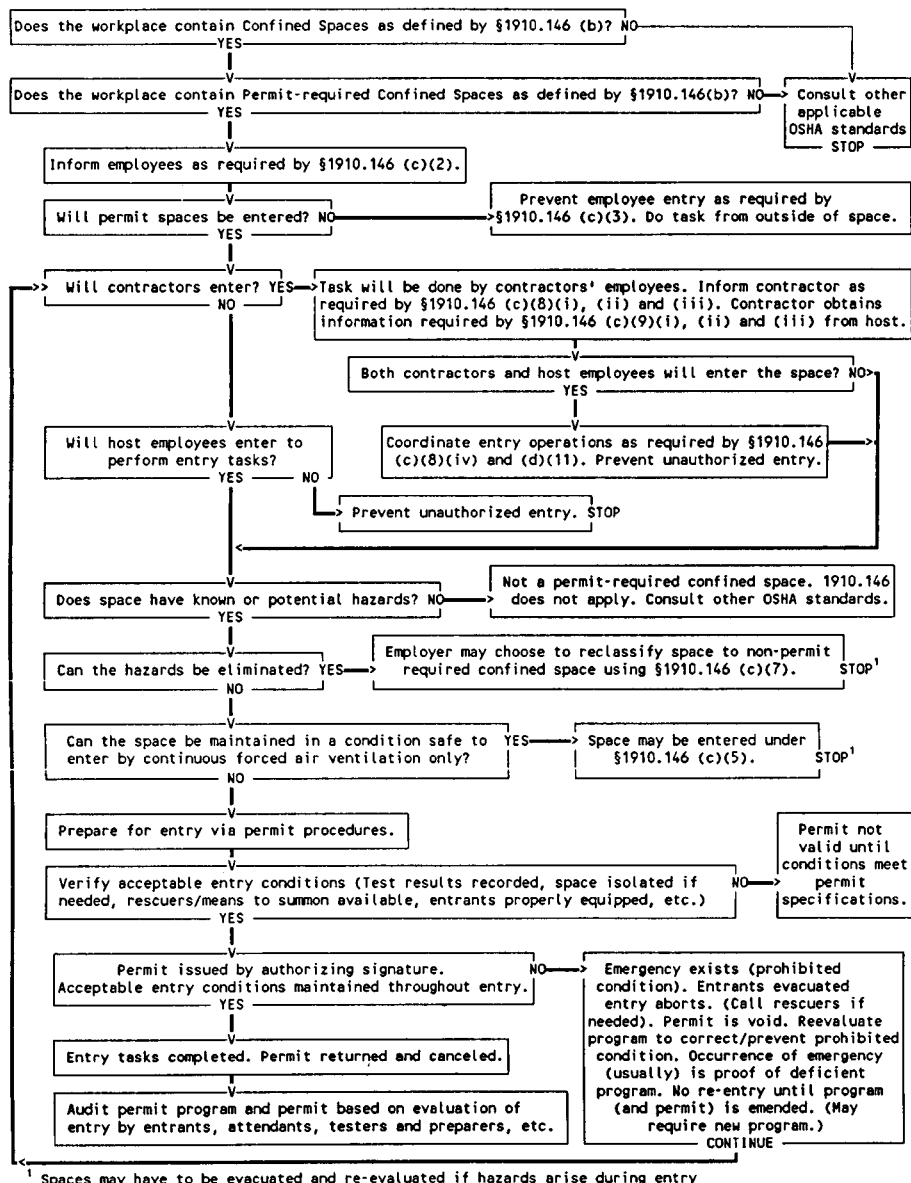 Does the workplace contain Confined Spaces as defined by §1910.146 (b)? NO
YES
Does the workplace contain Permit-required Confined Spaces as defined by §1910.146(b)? NO
YES
Consult other
applicable
OSHA standards
STOP
Inform employees as required by §1910.146 (c)(2).
Will permit spaces be entered? NO
YES
Prevent employee entry as required by
§1910.146 (c)(3). Do task from outside of space.
Will contractors enter? YES
NO
Task will be done by contractors' employees. Inform contractor as
required by §1910.146 (c)(8)(i), (ii) and (iii). Contractor obtains
information required by §1910.146 (c)(9)(i), (ii) and (iii) from host.
Both contractors and host employees will enter the space? NO
YES
Will host employees enter to
perform entry tasks?
YES NO
Coordinate entry operations as required by §1910.146
(c)(8)(iv) and (d)(11). Prevent unauthorized entry.
Prevent unauthorized entry. STOP
Does space have known or potential hazards? NO
YES
Not a permit-required confined space. 1910.146
does not apply. Consult other OSHA standards.
Can the hazards be eliminated? YES
NO
Employer may choose to reclassify space to non-permit
required confined space using §1910.146 (c)(7). STOP¹
Can the space be maintained in a condition safe to YES
enter by continuous forced air ventilation only?
NO
Space may be entered under
§1910.146 (c)(5). STOP¹
Prepare for entry via permit procedures.
Verify acceptable entry conditions (Test results recorded, space isolated if NO
needed, rescuers/means to summon available, entrants properly equipped, etc.)
YES
Permit not
valid until
conditions meet
permit
specifications.
Permit issued by authorizing signature. NO
Acceptable entry conditions maintained throughout entry.
YES
Emergency exists (prohibited
condition). Entrants evacuated
entry aborts. (Call rescuers if
needed). Permit is void. Reevaluate
program to correct/prevent prohibited
condition. Occurrence of emergency
(usually) is proof of deficient
program. No re-entry until program
(and permit) is emended. (May
require new program.)
CONTINUE
Entry tasks completed. Permit returned and canceled.
Audit permit program and permit based on evaluation of
entry by entrants, attendants, testers and preparers, etc.
¹ Spaces may have to be evacuated and re-evaluated if hazards arise during entry